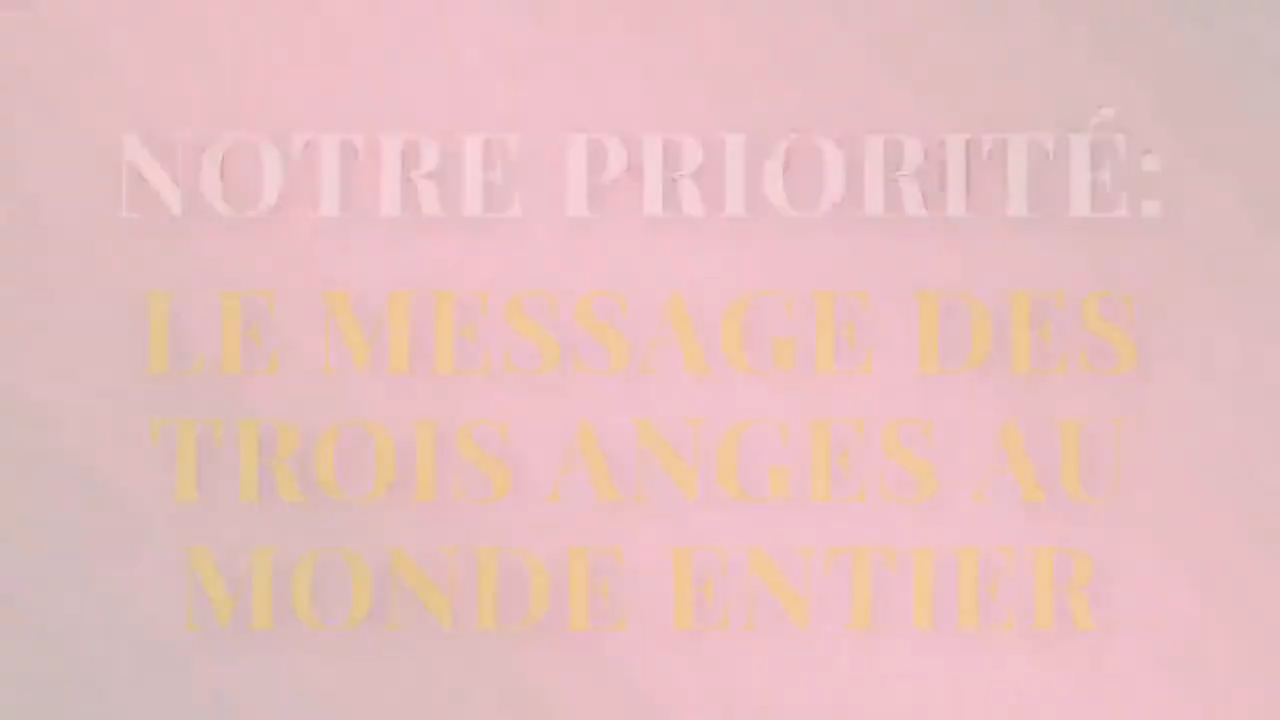 NOTRE PRIORITÉ:
LE MESSAGE DES
TROIS ANGES AU
MONDE ENTIER